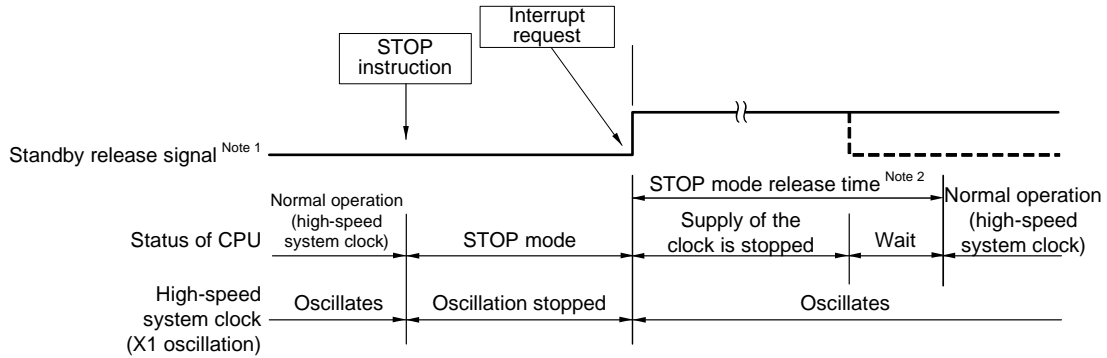 Interrupt
request
STOP
instruction
Standby release signal Note 1
STOP mode release time Note 2
Normal operation
(high-speed
system clock)
Status of CPU
Normal operation
(high-speed
system clock)
STOP mode
Supply of the
clock is stopped
Wait
High-speed
system clock
(X1 oscillation)
Oscillates
Oscillation stopped
Oscillates